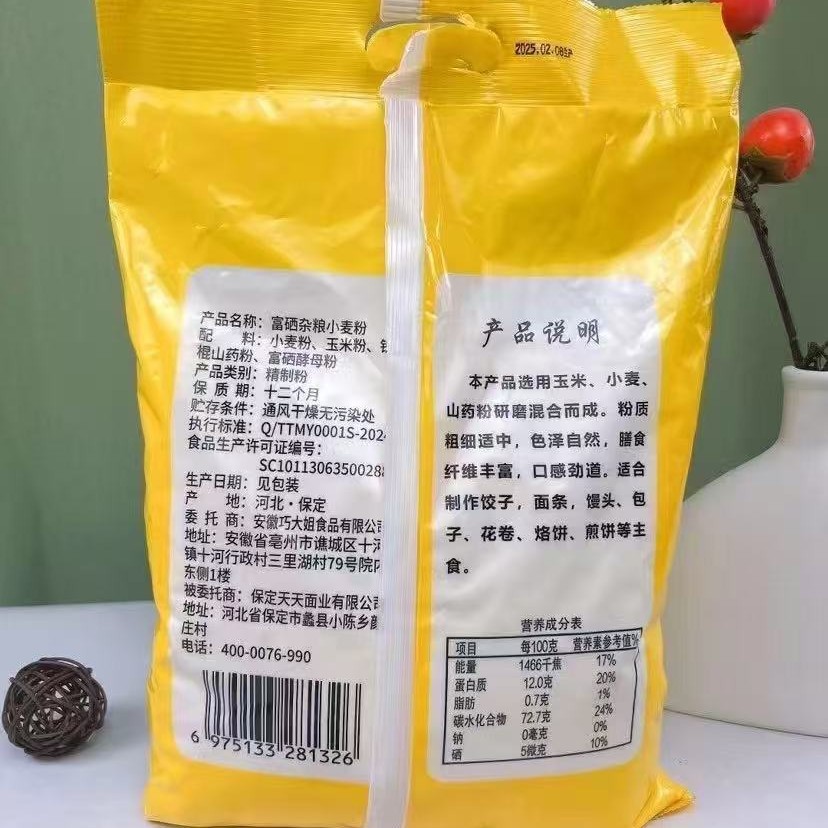 2025.02.08
产品名称：富硒杂粮小麦粉
配　　料：小麦粉、玉米粉、铁
棍山药粉、富硒酵母粉
产品类别：精制粉
保 质 期：十二个月
贮存条件：通风干燥无污染处
执行标准：Q/TTMY0001S-2024
食品生产许可证编号：
SC1011306350028
生产日期：见包装
产　　地：河北·保定
委 托 商：安徽巧大姐食品有限公司
地址：安徽省亳州市谯城区十河
镇十河行政村三里湖村79号院内
东侧1楼
被委托商：保定天天面业有限公司
地址：河北省保定市蠡县小陈乡
庄村
电话：400-0076-990
6 975133 281326
产品说明
本产品选用玉米、小麦、
山药粉研磨混合而成。粉质
粗细适中，色泽自然，膳食
纤维丰富，口感劲道。适合
制作饺子，面条，馒头、包
子、花卷、烙饼、煎饼等主
食。
营养成分表
项目 每100克 营养素参考值%
能量 1466千焦 17%
蛋白质 12.0克 20%
脂肪 0.7克 1%
碳水化合物 72.7克 24%
钠 0毫克 0%
硒 5微克 10%